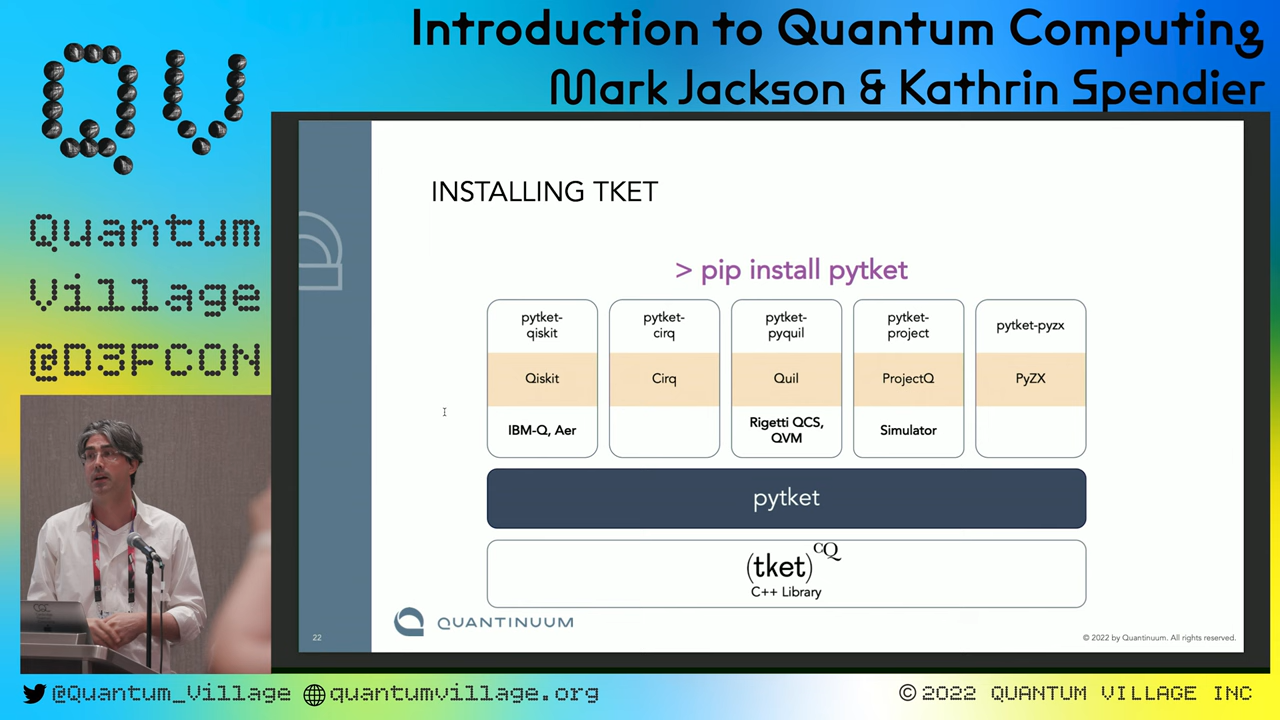 Introduction to Quantum Computing
Mark Jackson & Kathrin Spendier
QV
Quantum
Village
@D3FCON
INSTALLING TKET
> pip install pytket
pytket-
qiskit
pytket-
cirq
pytket-
pyquil
pytket-
project
pytket-pyzx
Qiskit
Cirq
Quil
ProjectQ
PyZX
IBM-Q, Aer
Rigetti QCS,
QVM
Simulator
pytket
(tket)CQ
C++ Library
QUANTINUUM
22
© 2022 by Quantinuum. All rights reserved.
@Quantum_Village
quantumvillage.org
© 2022 QUANTUM VILLAGE INC